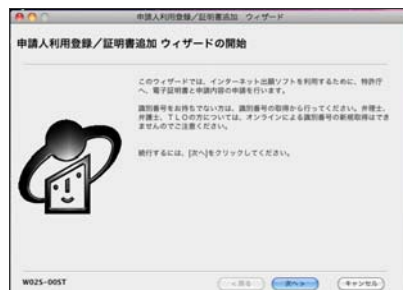 申請人利用登録／証明書追加 ウィザード
申請人利用登録／証明書追加 ウィザードの開始
このウィザードでは、インターネット出願ソフトを利用するために、特許庁
へ、電子証明書と申請内容の申請を行います。
識別番号をお持ちでない方は、識別番号の取得から行ってください。弁理士、
弁護士、ＴＬＯの方については、オンラインによる識別番号の新規取得はでき
ませんのでご注意ください。
続行するには、[次へ]をクリックしてください。
W025-00ST
<戻る
次へ>
キャンセル